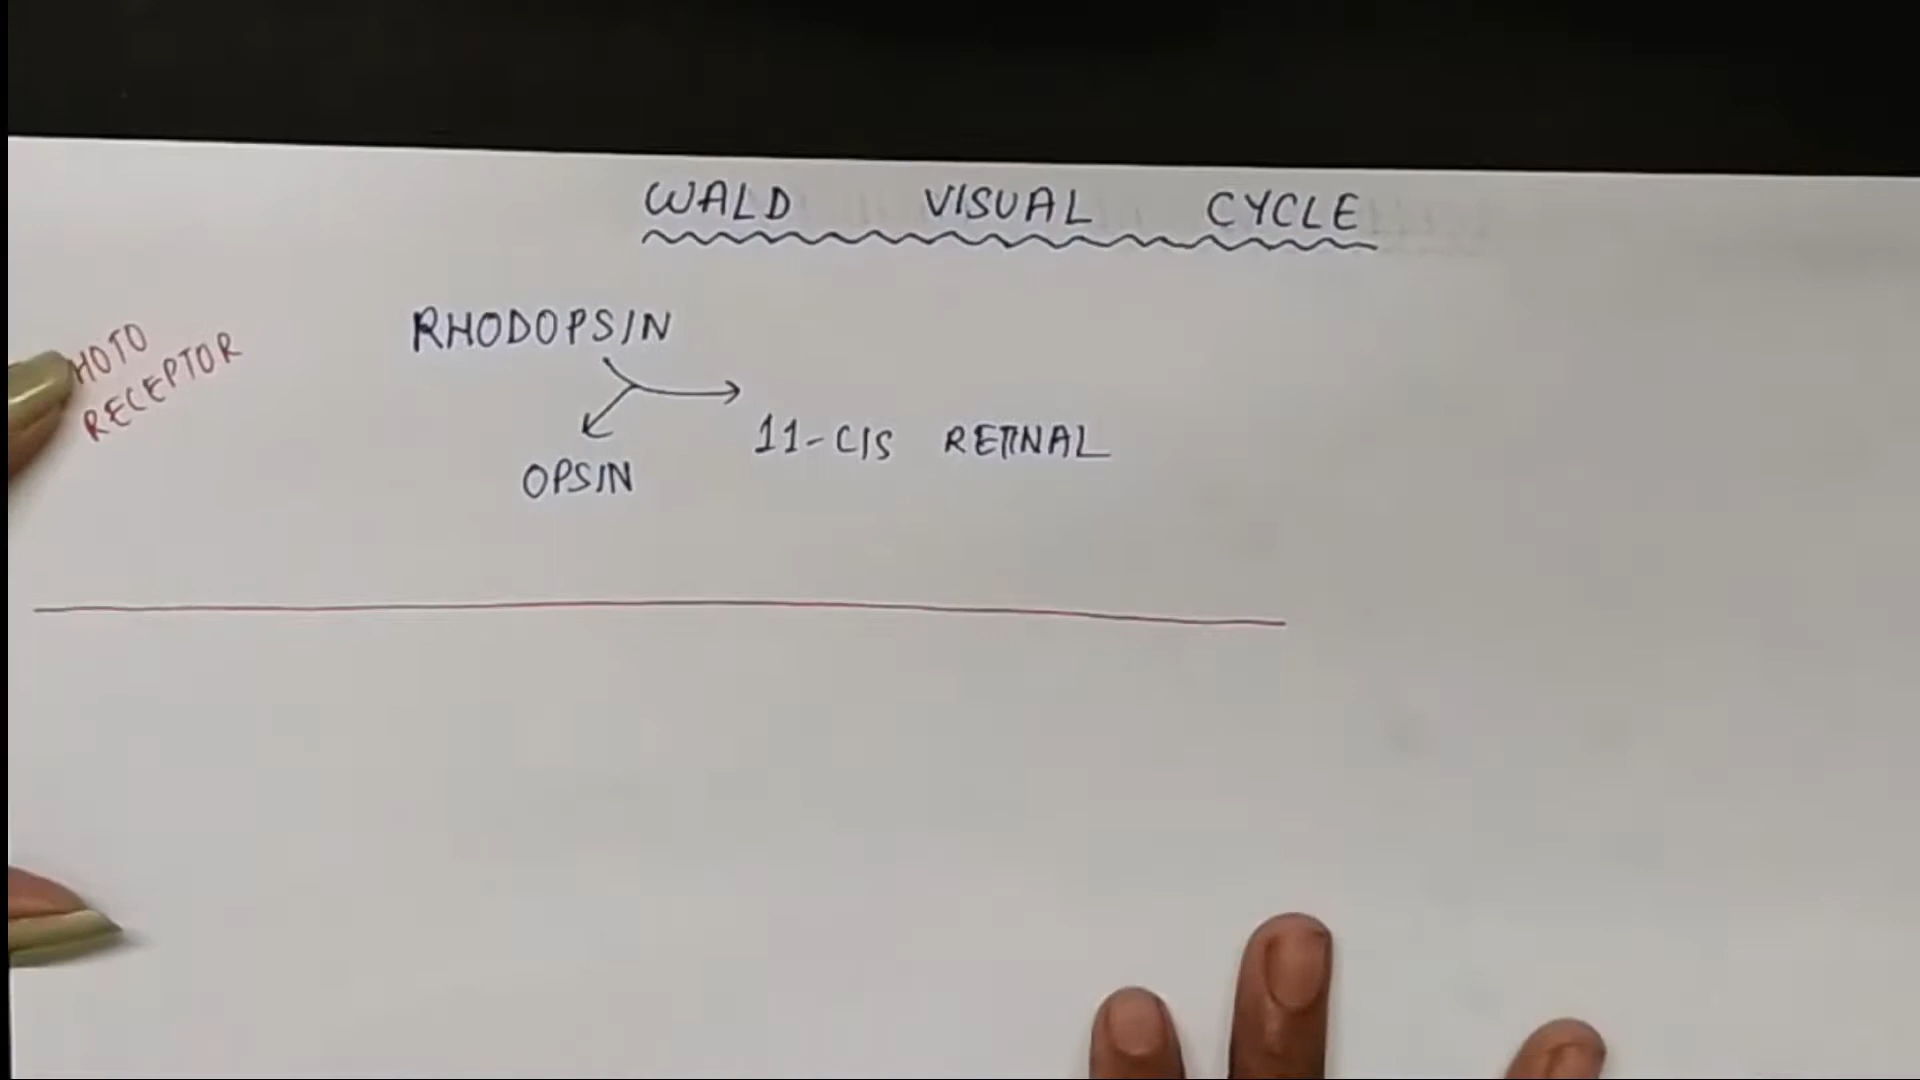 WALD VISUAL CYCLE
RHODOPSIN
HOTO
RECEPTOR
11-CIS RETINAL
OPSIN